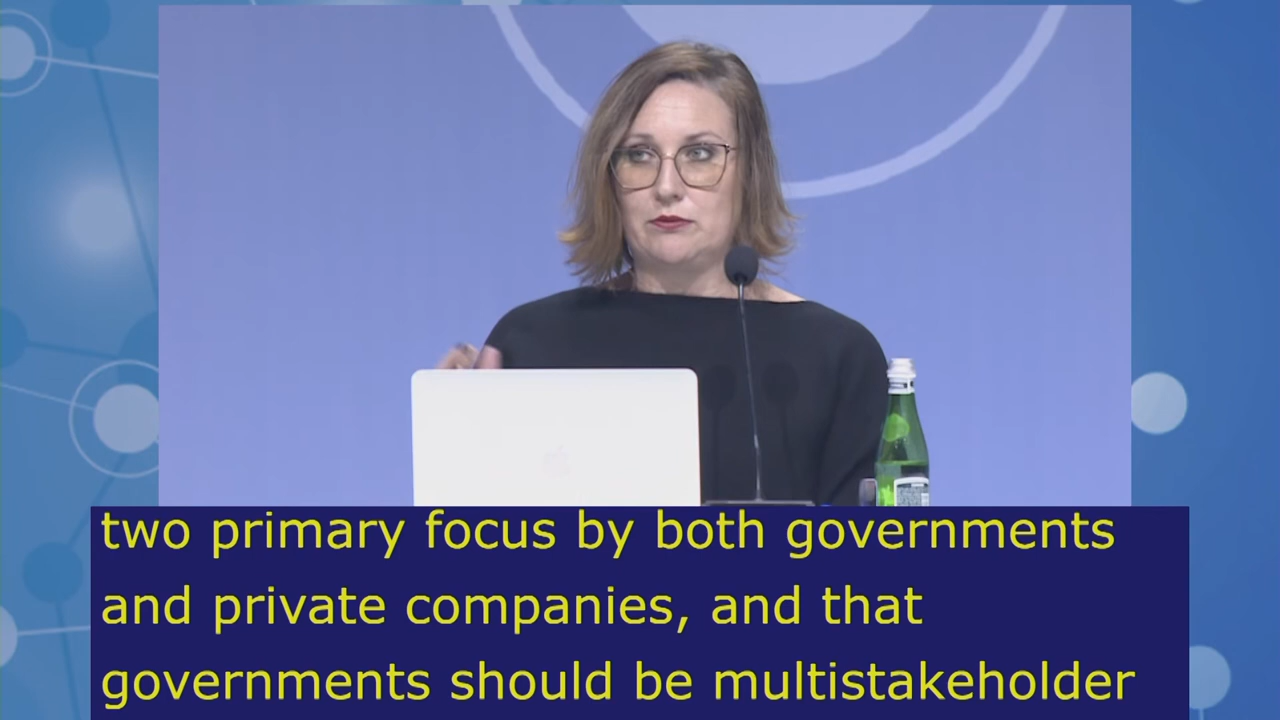 two primary focus by both governments
and private companies, and that
governments should be multistakeholder